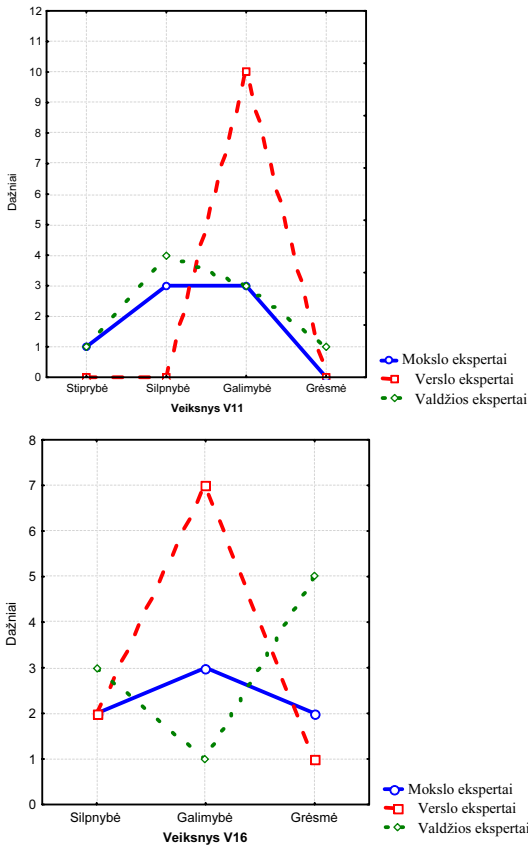 12
11
10
9
8
7
6
5
4
3
2
1
0
Dažniai
Stiprybė Silpnybė Galimybė Grėsmė
Veiksnys V11
Mokslo ekspertai
Verslo ekspertai
Valdžios ekspertai
8
7
6
5
4
3
2
1
0
Dažniai
Silpnybė Galimybė Grėsmė
Veiksnys V16
Mokslo ekspertai
Verslo ekspertai
Valdžios ekspertai